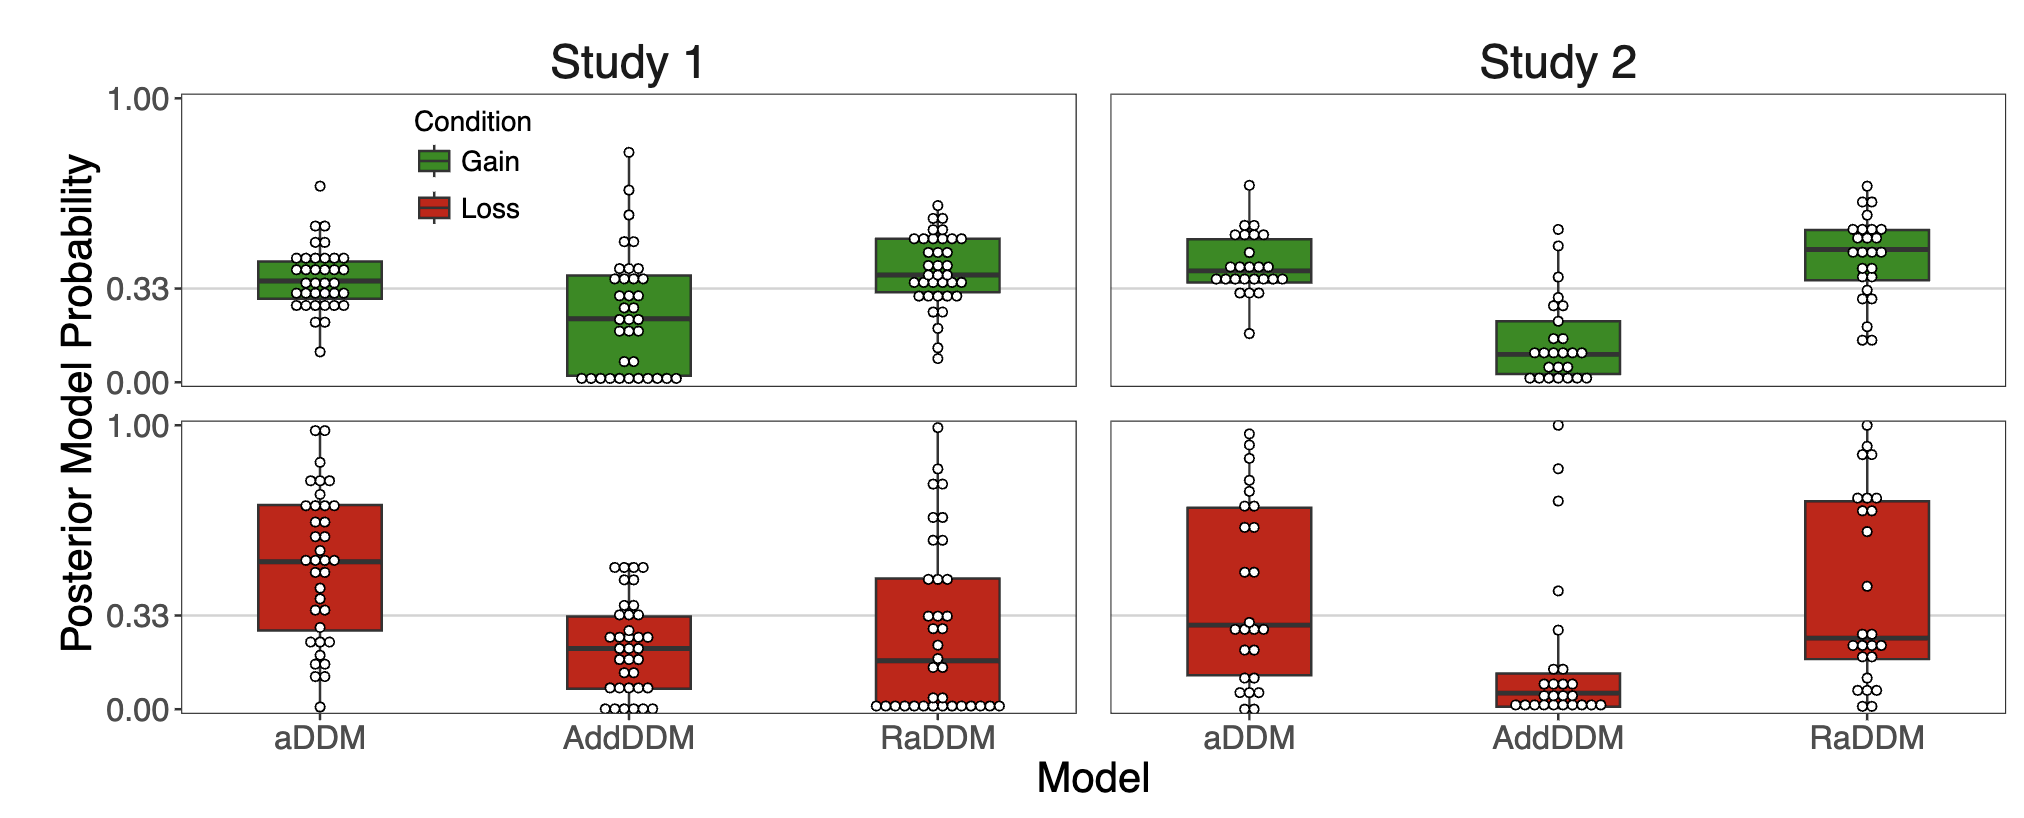 Study 1
Study 2
Posterior Model Probability
1.00
0.33
0.00
Condition
Gain
Loss
1.00
0.33
0.00
aDDM
AddDDM
RaDDM
aDDM
AddDDM
RaDDM
Model